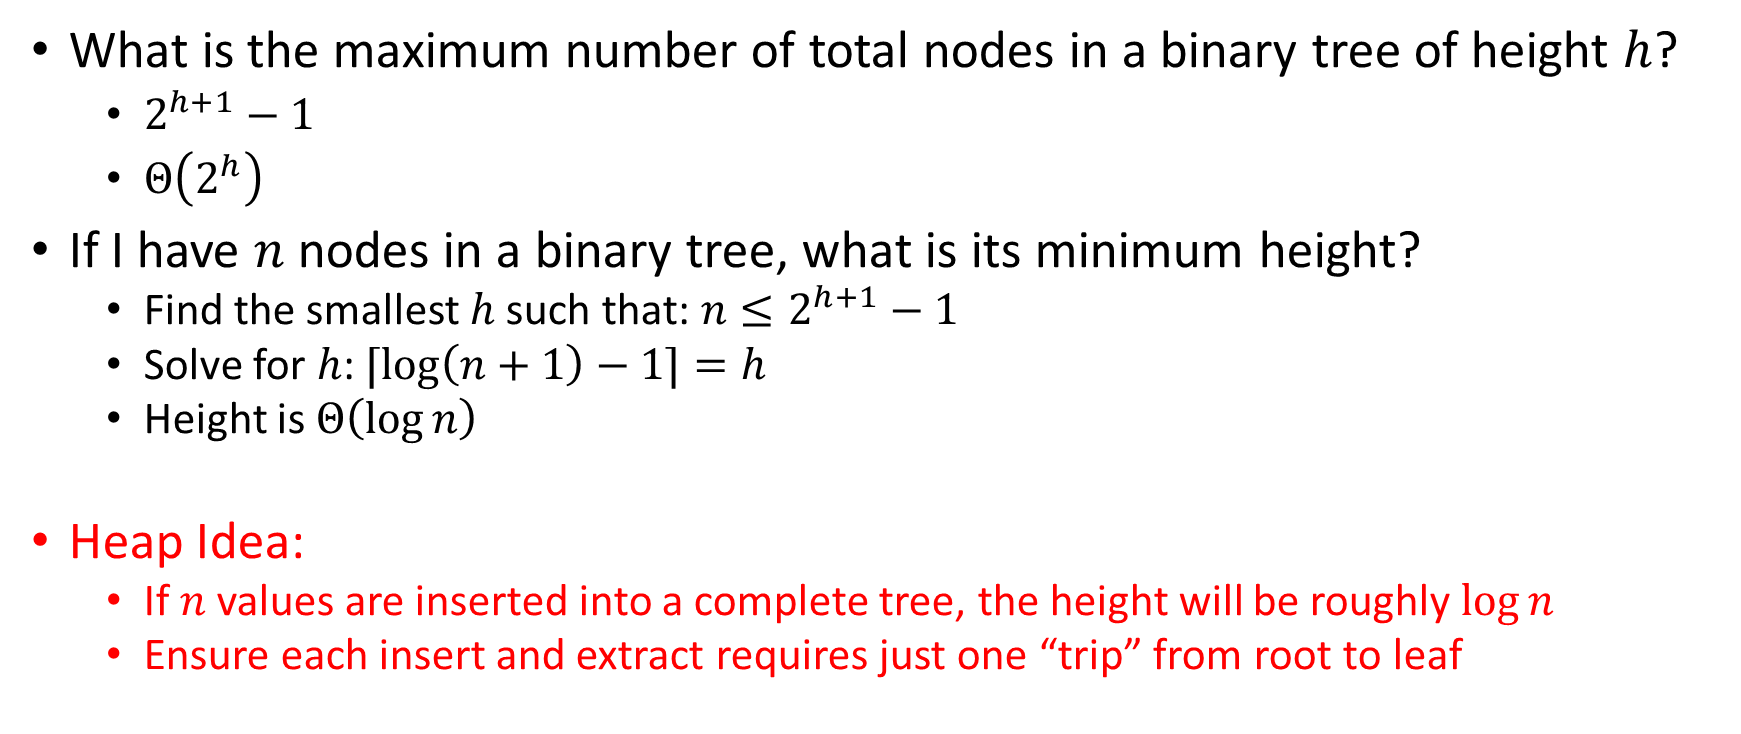 • What is the maximum number of total nodes in a binary tree of height ℎ?
• 2^{ℎ+1} − 1
• Θ(2^ℎ)
• If I have 𝑛 nodes in a binary tree, what is its minimum height?
• Find the smallest ℎ such that: 𝑛 ≤ 2^{ℎ+1} − 1
• Solve for ℎ: ⌈log(𝑛 + 1) − 1⌉ = ℎ
• Height is Θ(log 𝑛)
• Heap Idea:
• If 𝑛 values are inserted into a complete tree, the height will be roughly log 𝑛
• Ensure each insert and extract requires just one “trip” from root to leaf